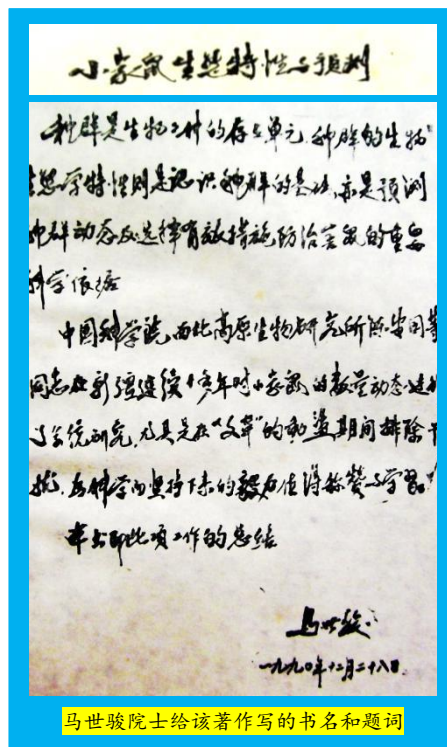 小家鼠生态特性与预测
种群是生物之种的存在单元，种群的生物
生态学特性则是认识种群的基础，亦是预测
种群动态及选择有效措施防治害鼠的重要
科学依据
中国科学院西北高原生物研究所陈安国等
同志在新疆连续十多年对小家鼠的数量动态进行
了系统研究，尤其是在“文革”的动荡期间排除干
扰，为科学而坚持下来的毅力值得称赞与学习。
本书即此项工作的总结
马世骏
一九九〇年十二月二十八日
马世骏院士给该著作写的书名和题词